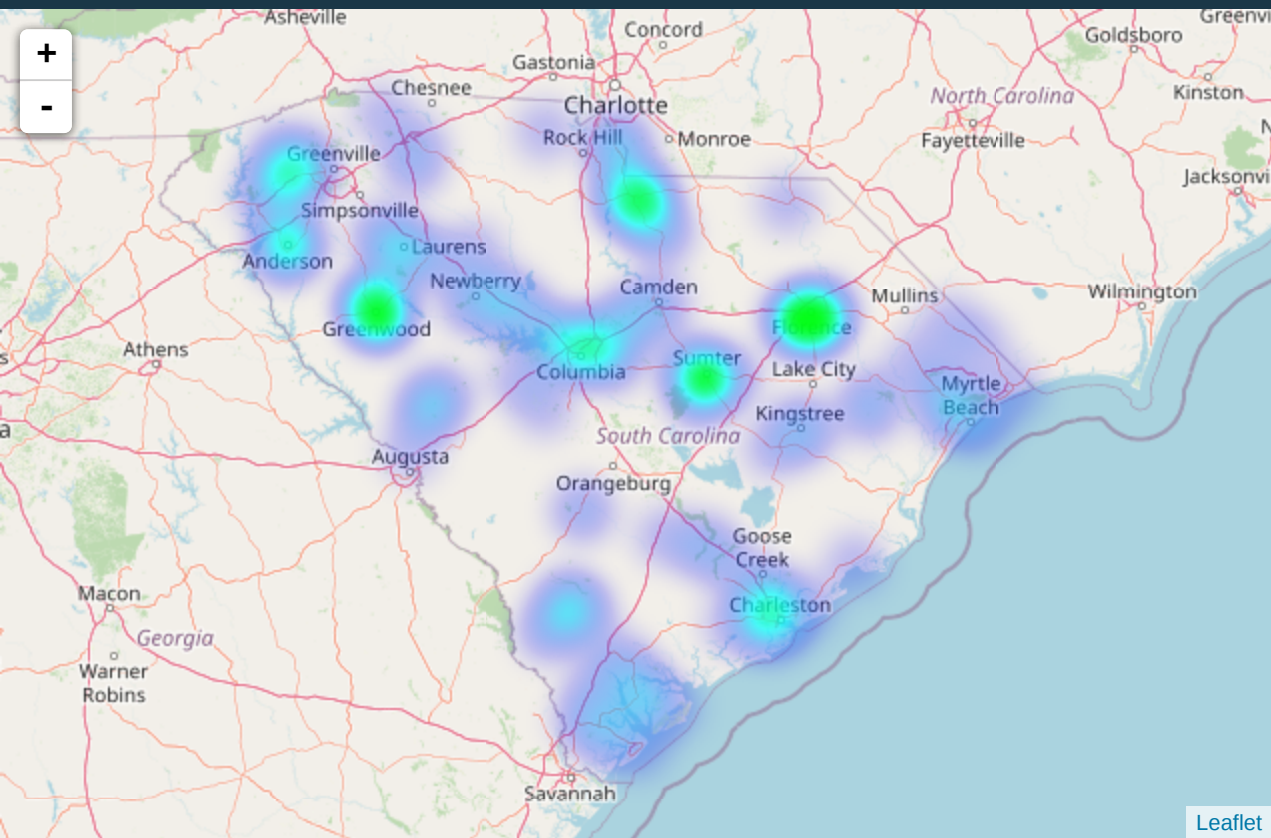 Asheville
Greenvi
Concord
Goldsboro
+
Gastonia
Chesnee
Kinston
-
Charlotte
North Carolina
Rock Hill
Monroe
Fayetteville
N
Greenville
Jacksonvi
Simpsonville
Laurens
Anderson
Newberry
Camden
Mullins
Wilmington
Greenwood
Florence
Athens
s
Sumter
Columbia
Lake City
Myrtle
Beach
Kingstree
a
South Carolina
Augusta
Orangeburg
Goose
Creek
Macon
Charleston
Georgia
Warner
Robins
Savannah
Leaflet